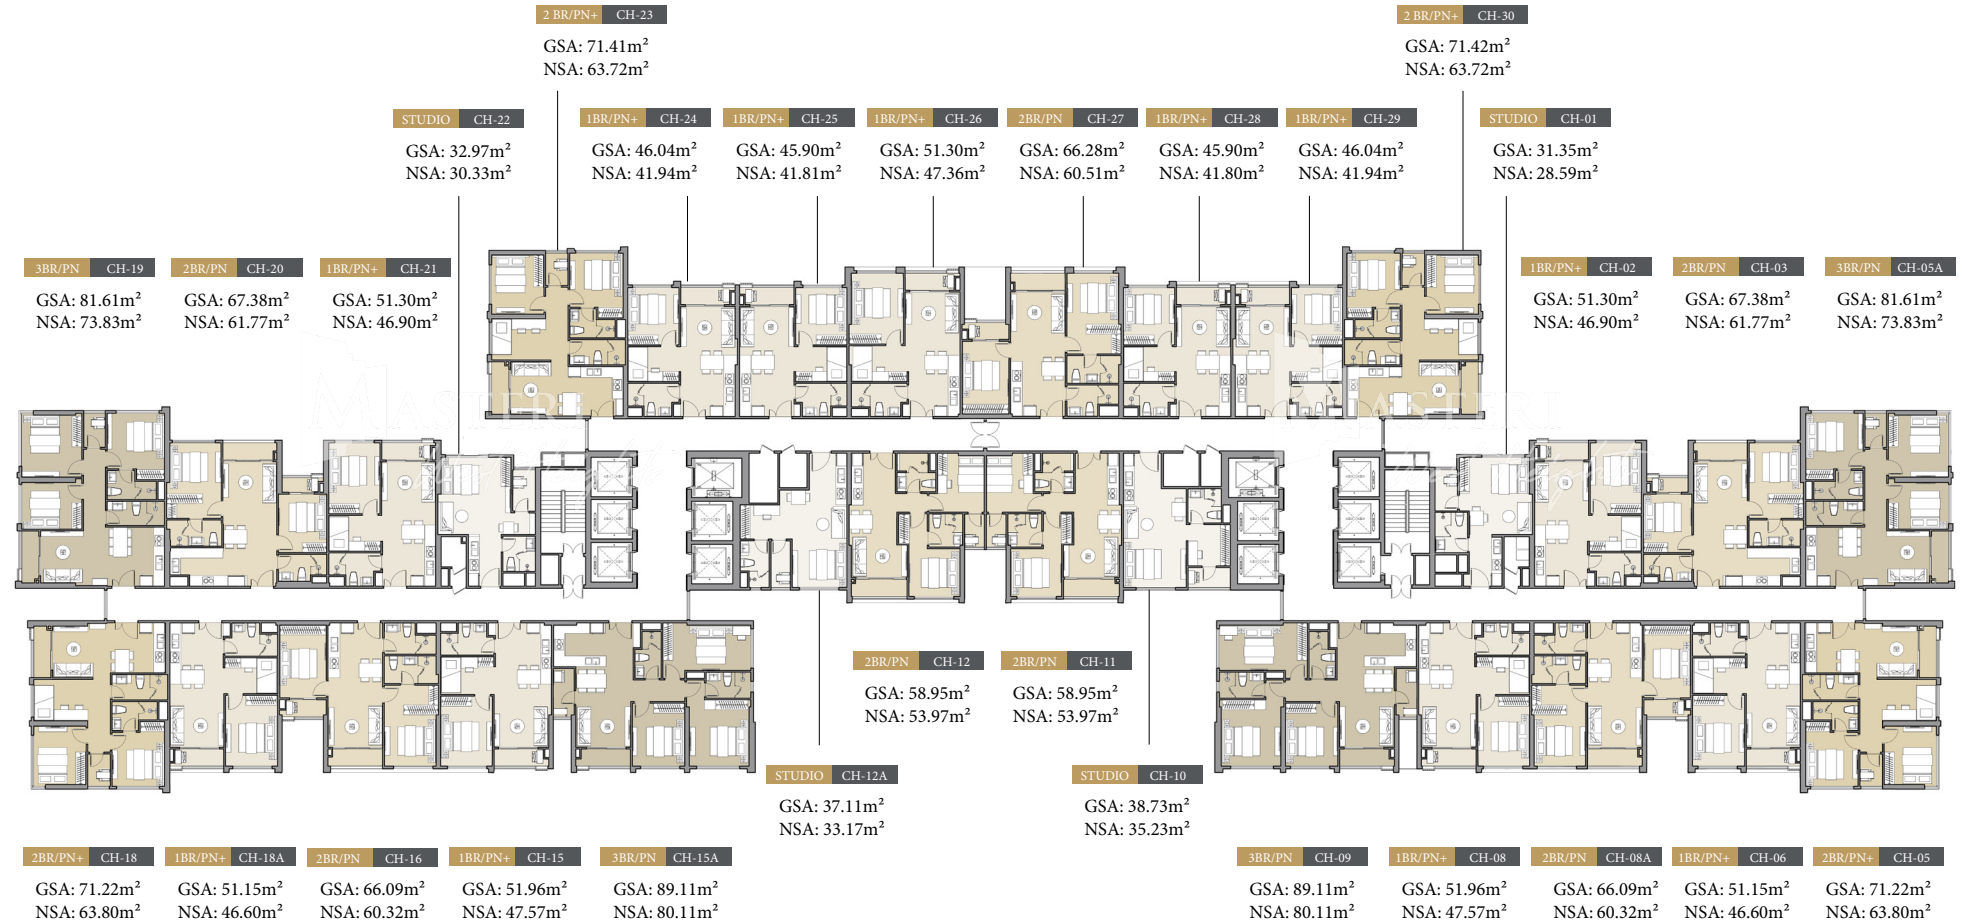 2 BR/PN+ CH-23
GSA: 71.41m²
NSA: 63.72m²
2 BR/PN+ CH-30
GSA: 71.42m²
NSA: 63.72m²
STUDIO CH-22
GSA: 32.97m²
NSA: 30.33m²
1BR/PN+ CH-24
GSA: 46.04m²
NSA: 41.94m²
1BR/PN+ CH-25
GSA: 45.90m²
NSA: 41.81m²
1BR/PN+ CH-26
GSA: 51.30m²
NSA: 47.36m²
2BR/PN CH-27
GSA: 66.28m²
NSA: 60.51m²
1BR/PN+ CH-28
GSA: 45.90m²
NSA: 41.80m²
1BR/PN+ CH-29
GSA: 46.04m²
NSA: 41.94m²
STUDIO CH-01
GSA: 31.35m²
NSA: 28.59m²
3BR/PN CH-19
GSA: 81.61m²
NSA: 73.83m²
2BR/PN CH-20
GSA: 67.38m²
NSA: 61.77m²
1BR/PN+ CH-21
GSA: 51.30m²
NSA: 46.90m²
1BR/PN+ CH-02
GSA: 51.30m²
NSA: 46.90m²
2BR/PN CH-03
GSA: 67.38m²
NSA: 61.77m²
3BR/PN CH-05A
GSA: 81.61m²
NSA: 73.83m²
MASTERI
MASTERI
2BR/PN CH-12
GSA: 58.95m²
NSA: 53.97m²
2BR/PN CH-11
GSA: 58.95m²
NSA: 53.97m²
STUDIO CH-12A
GSA: 37.11m²
NSA: 33.17m²
STUDIO CH-10
GSA: 38.73m²
NSA: 35.23m²
2BR/PN+ CH-18
GSA: 71.22m²
NSA: 63.80m²
1BR/PN+ CH-18A
GSA: 51.15m²
NSA: 46.60m²
2BR/PN CH-16
GSA: 66.09m²
NSA: 60.32m²
1BR/PN+ CH-15
GSA: 51.96m²
NSA: 47.57m²
3BR/PN CH-15A
GSA: 89.11m²
NSA: 80.11m²
3BR/PN CH-09
GSA: 89.11m²
NSA: 80.11m²
1BR/PN+ CH-08
GSA: 51.96m²
NSA: 47.57m²
2BR/PN CH-08A
GSA: 66.09m²
NSA: 60.32m²
1BR/PN+ CH-06
GSA: 51.15m²
NSA: 46.60m²
2BR/PN+ CH-05
GSA: 71.22m²
NSA: 63.80m²